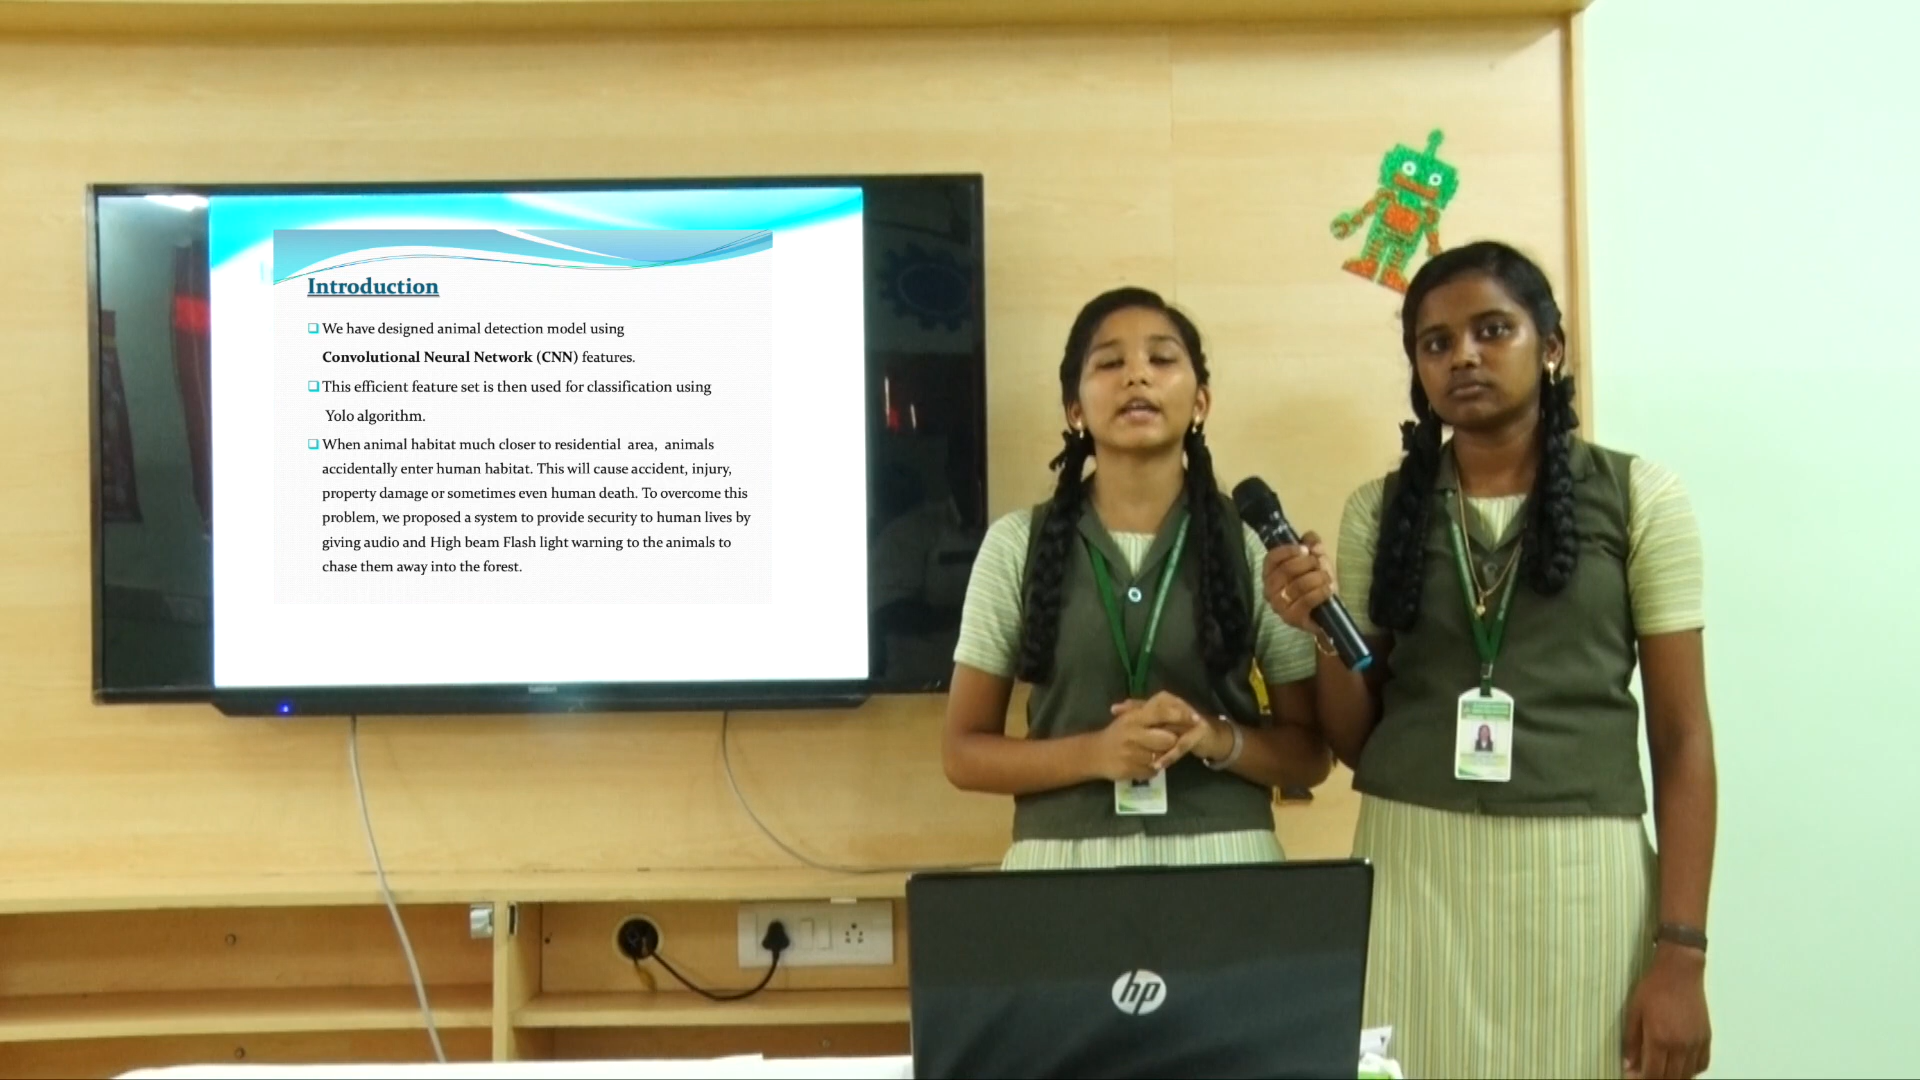 Introduction
We have designed animal detection model using
Convolutional Neural Network (CNN) features.
This efficient feature set is then used for classification using
Yolo algorithm.
When animal habitat much closer to residential area, animals
accidentally enter human habitat. This will cause accident, injury,
property damage or sometimes even human death. To overcome this
problem, we proposed a system to provide security to human lives by
giving audio and High beam Flash light warning to the animals to
chase them away into the forest.
hp